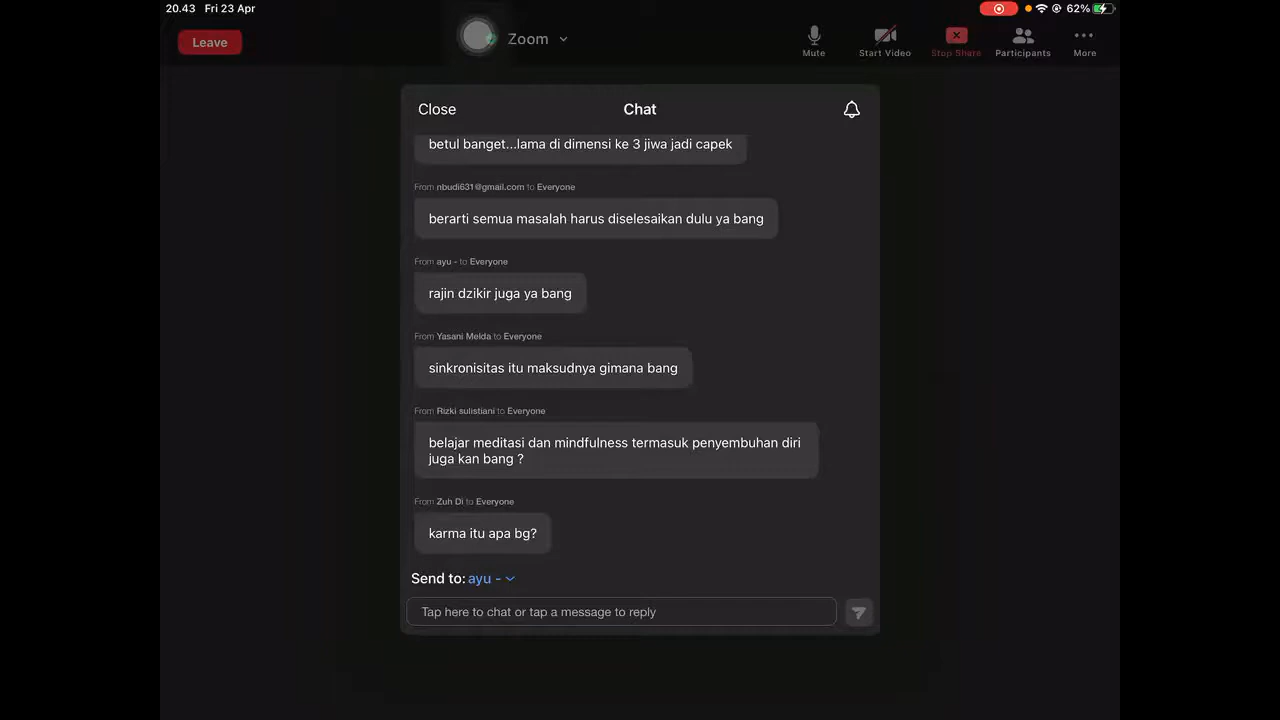 20.43 Fri 23 Apr
62%
Leave
Zoom
Mute
Start Video
Stop Share
Participants
More
Close
Chat
betul banget...lama di dimensi ke 3 jiwa jadi capek
From nbudi631@gmail.com to Everyone
berarti semua masalah harus diselesaikan dulu ya bang
From ayu - to Everyone
rajin dzikir juga ya bang
From Yasani Melda to Everyone
sinkronisitas itu maksudnya gimana bang
From Rizki sulistiani to Everyone
belajar meditasi dan mindfulness termasuk penyembuhan diri
juga kan bang ?
From Zuh Di to Everyone
karma itu apa bg?
Send to: ayu -
Tap here to chat or tap a message to reply